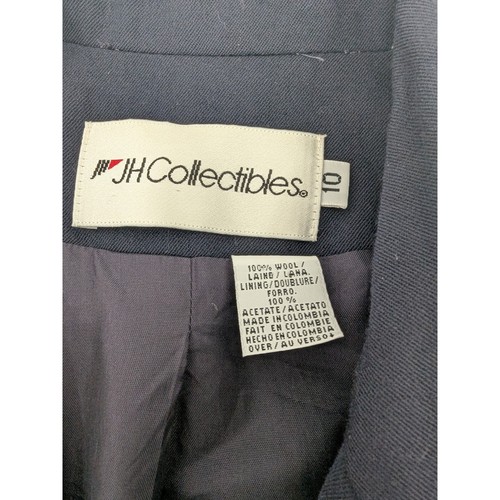 JH Collectibles®
10
100% WOOL/
LAINE/LANA.
LINING/DOUBLURE/
FORRO.
100%
ACETATE/ACETATO
MADE IN COLOMBIA
FAIT EN COLOMBIE
HECHO EN COLOMBIA
OVER/AU VERSO↓